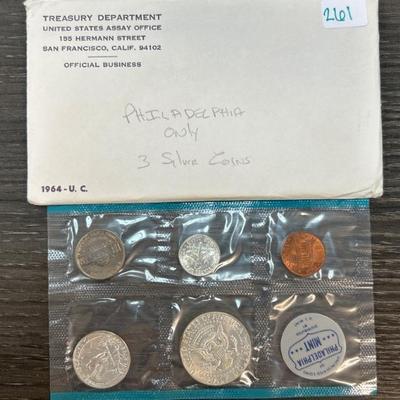 TREASURY DEPARTMENT
UNITED STATES ASSAY OFFICE
155 HERMANN STREET
SAN FRANCISCO, CALIF. 94102
OFFICIAL BUSINESS
261
PHILADELPHIA
ONLY
3 Silver Coins
1964-U.C.
PHILADELPHIA
MINT